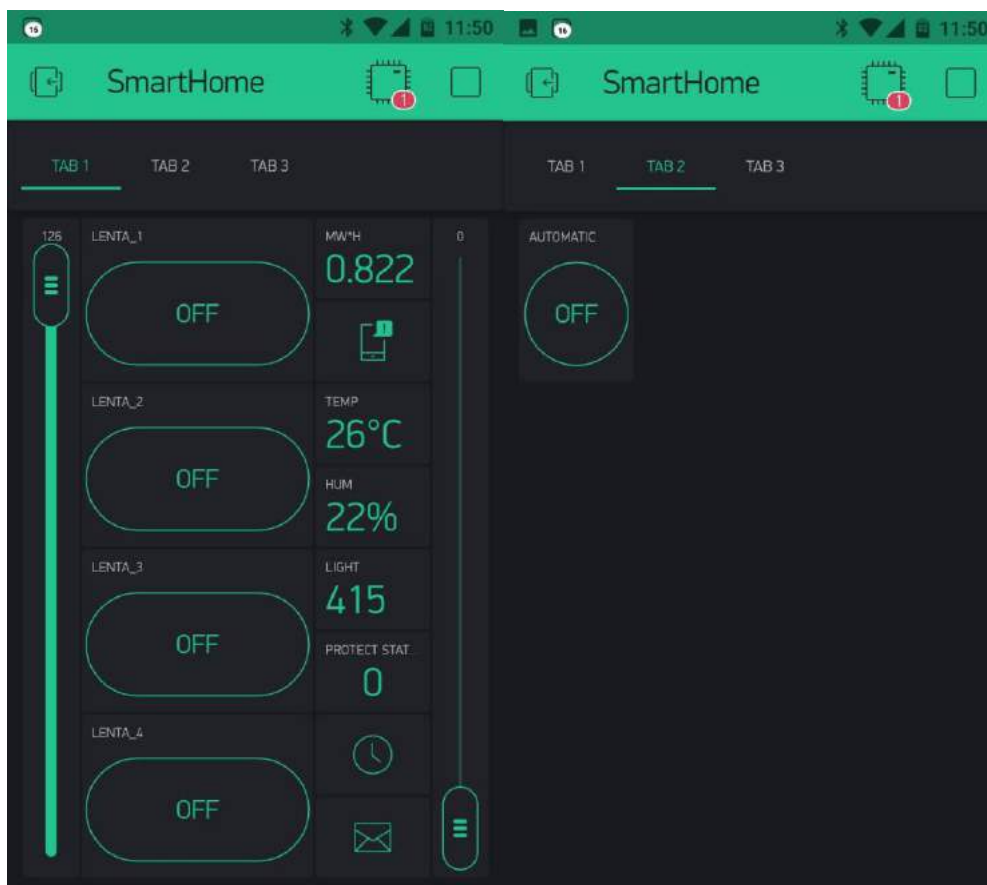 16 11:50
SmartHome 1
TAB 1 TAB 2 TAB 3
126 LENTA_1 MW*H 0
OFF 0.822
LENTA_2 TEMP
OFF 26°C
HUM
22%
LENTA_3 LIGHT
OFF 415
PROTECT STAT...
0
LENTA_4
OFF
16 11:50
SmartHome 1
TAB 1 TAB 2 TAB 3
AUTOMATIC
OFF